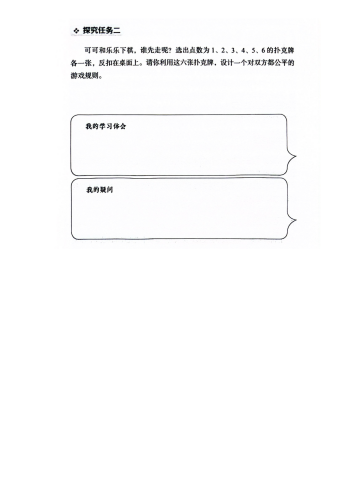 ❖ 探究任务二
可可和乐乐下棋，谁先走呢？选出点数为 1、2、3、4、5、6 的扑克牌
各一张，反扣在桌面上。请你利用这六张扑克牌，设计一个对双方都公平的
游戏规则。
我的学习体会
我的疑问